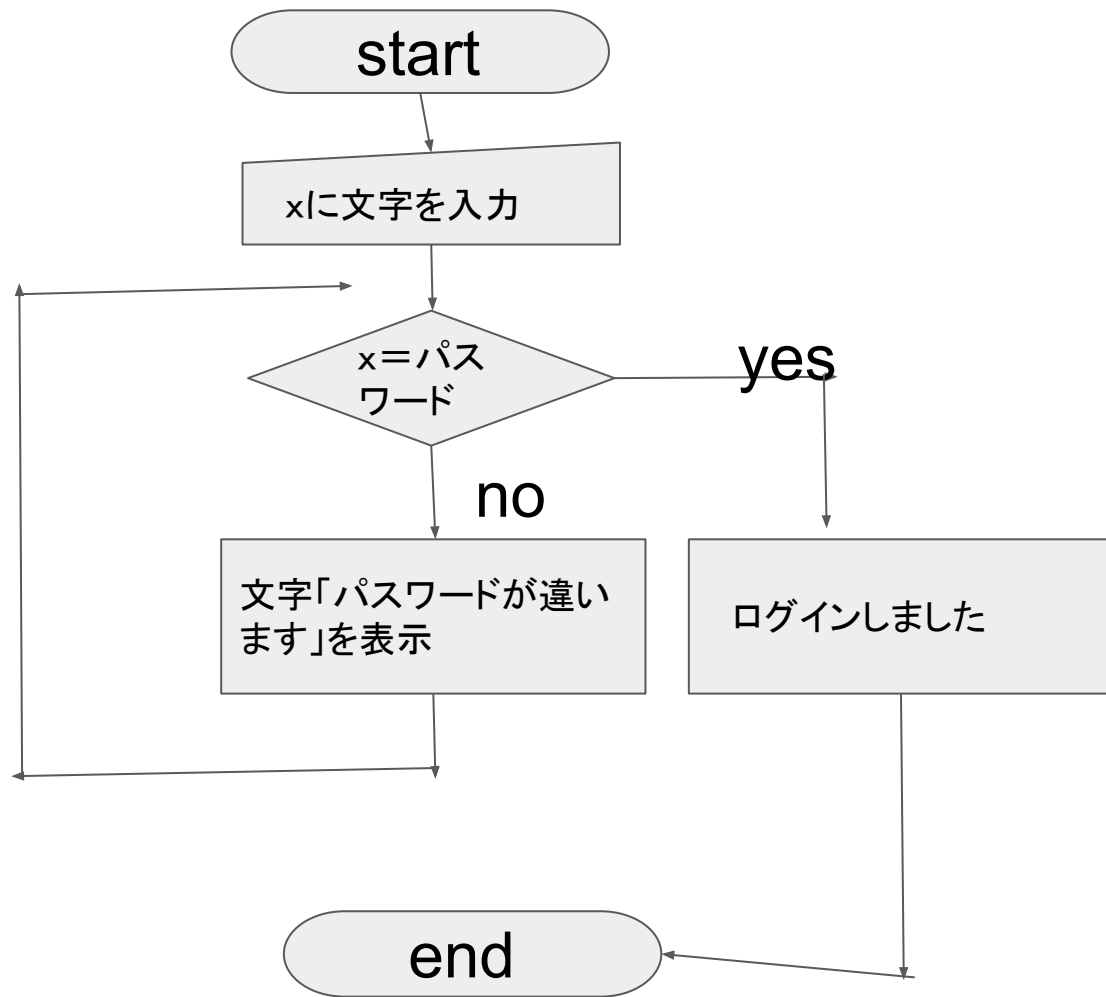 start
xに文字を入力
x＝パス
ワード
yes
no
文字「パスワードが違い
ます」を表示
ログインしました
end